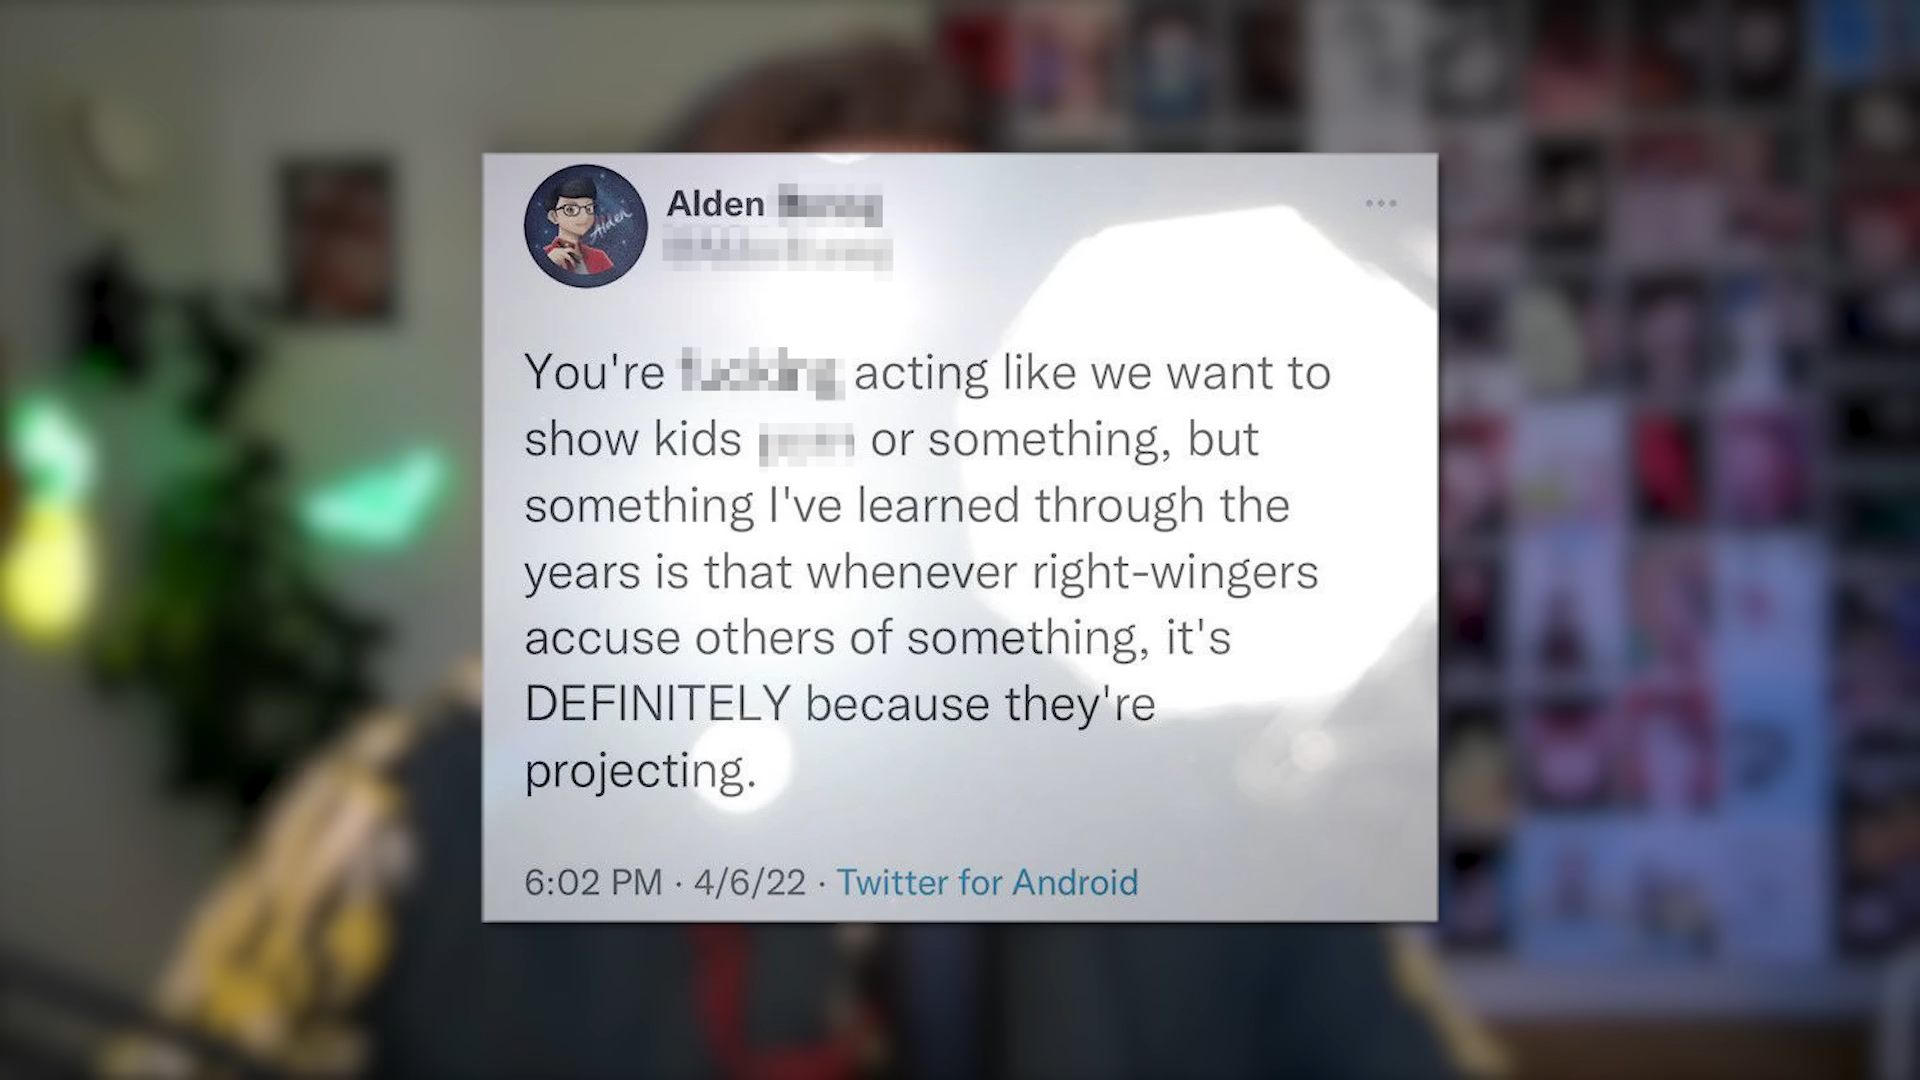 Alden
You're fucking acting like we want to
show kids or something, but
something I've learned through the
years is that whenever right-wingers
accuse others of something, it's
DEFINITELY because they're
projecting.
6:02 PM · 4/6/22 · Twitter for Android